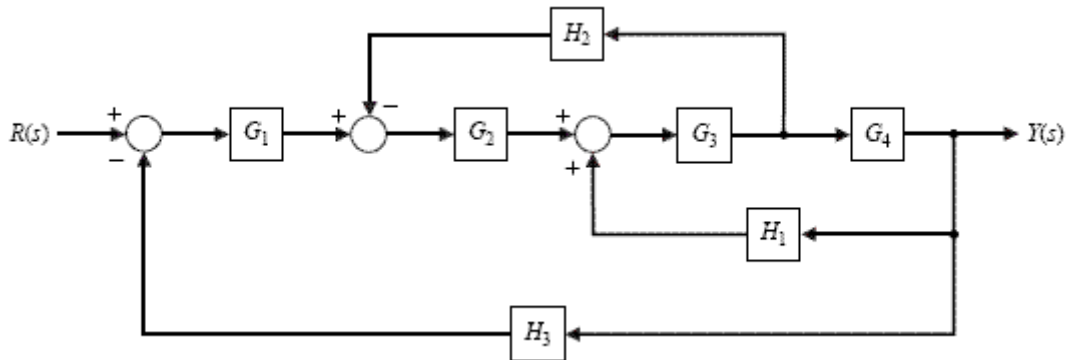 H₂
R(s) + − G₁ + − G₂ + + G₃ G₄ Y(s)
H₁
H₃